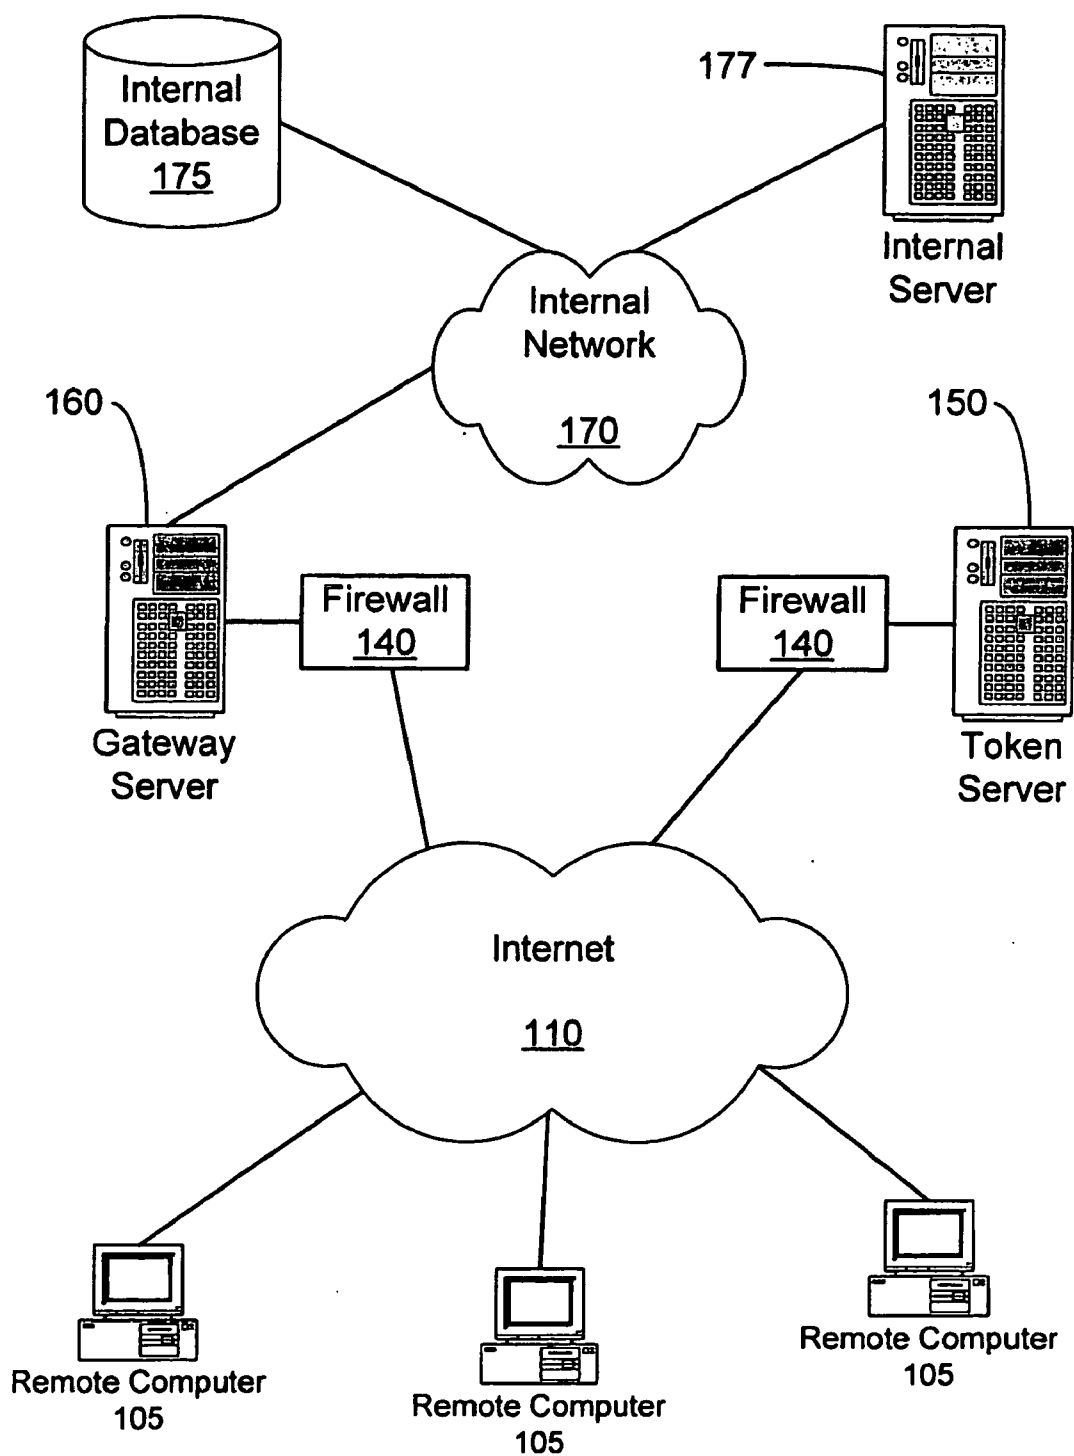 Internal
Database
175
177
Internal
Server
Internal
Network
170
160
150
Firewall
140
Firewall
140
Gateway
Server
Token
Server
Internet
110
Remote Computer
105
Remote Computer
105
Remote Computer
105